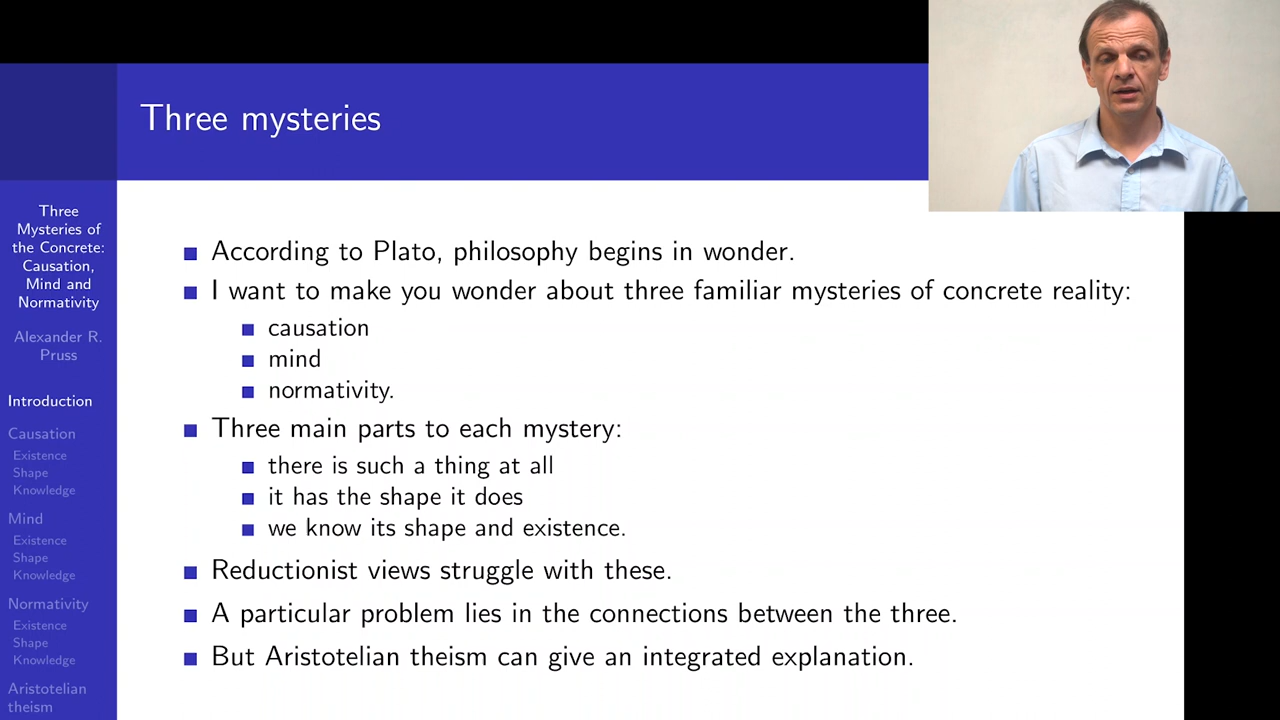 Three mysteries
Three
Mysteries of
the Concrete:
Causation,
Mind and
Normativity
Alexander R.
Pruss
Introduction
Causation
Existence
Shape
Knowledge
Mind
Existence
Shape
Knowledge
Normativity
Existence
Shape
Knowledge
Aristotelian
theism
According to Plato, philosophy begins in wonder.
I want to make you wonder about three familiar mysteries of concrete reality:
causation
mind
normativity.
Three main parts to each mystery:
there is such a thing at all
it has the shape it does
we know its shape and existence.
Reductionist views struggle with these.
A particular problem lies in the connections between the three.
But Aristotelian theism can give an integrated explanation.